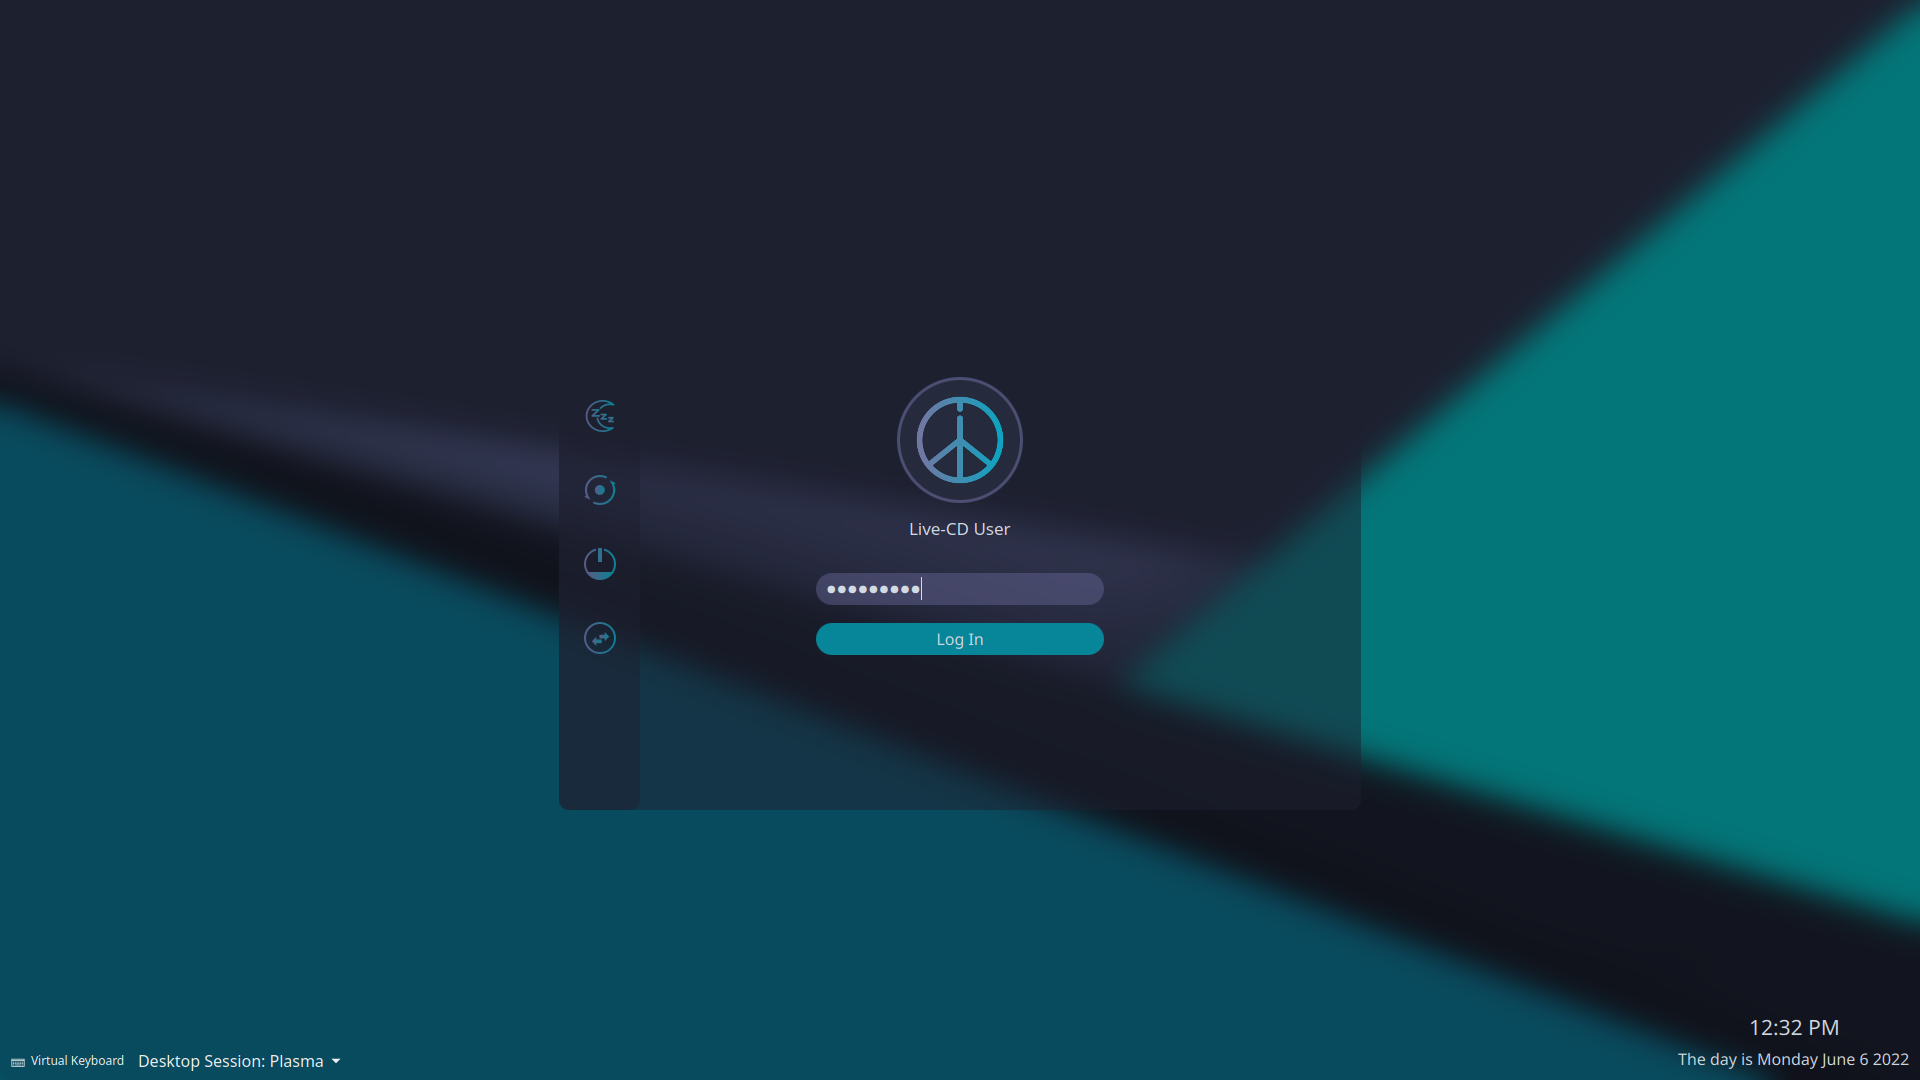 Live-CD User
Log In
12:32 PM
Virtual Keyboard
Desktop Session: Plasma
The day is Monday June 6 2022